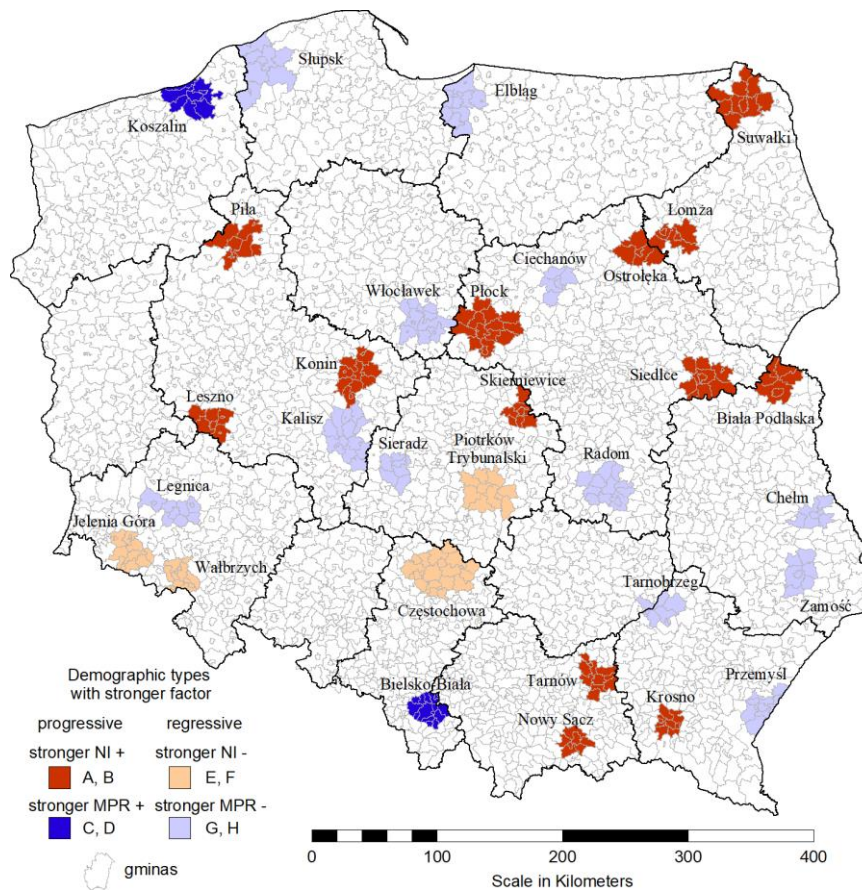 Słupsk
Elbląg
Koszalin
Suwałki
Piła
Łomża
Ciechanów
Ostrołęka
Włocławek
Płock
Konin
Siedlce
Skierniewice
Leszno
Biała Podlaska
Kalisz
Sieradz
Piotrków
Trybunalski
Radom
Legnica
Chełm
Jelenia Góra
Wałbrzych
Tarnobrzeg
Częstochowa
Zamość
Bielsko-Biała
Tarnów
Przemyśl
Krosno
Nowy Sącz
Demographic types
with stronger factor
progressive regressive
stronger NI + stronger NI -
A, B E, F
stronger MPR + stronger MPR -
C, D G, H
gminas
0 100 200 300 400
Scale in Kilometers